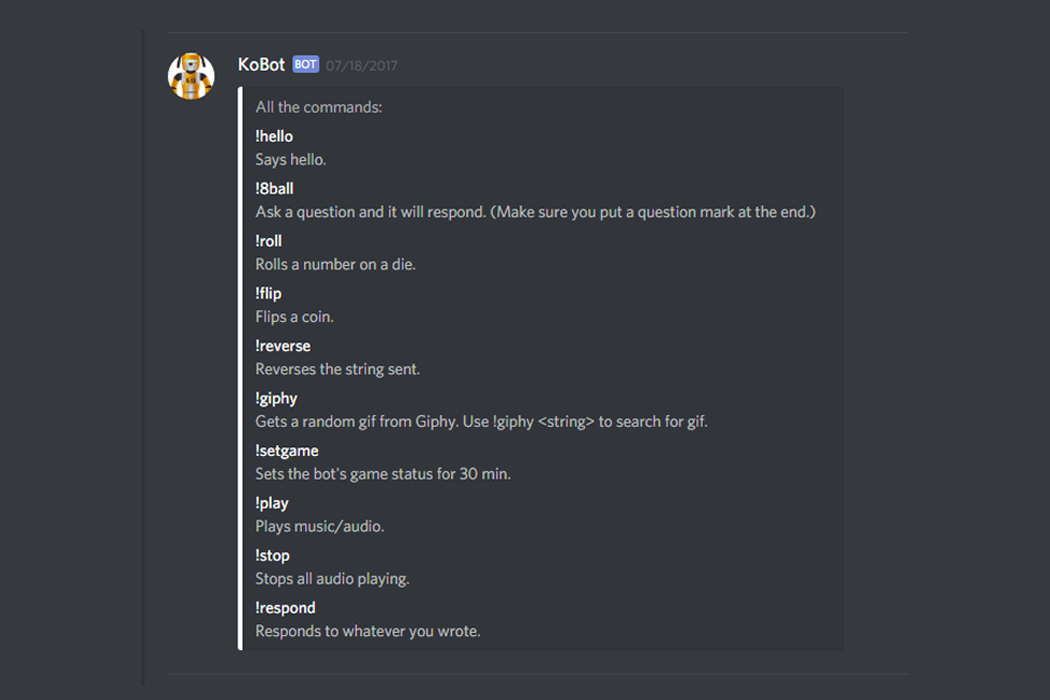 KoBot BOT 07/18/2017
All the commands:
!hello
Says hello.
!8ball
Ask a question and it will respond. (Make sure you put a question mark at the end.)
!roll
Rolls a number on a die.
!flip
Flips a coin.
!reverse
Reverses the string sent.
!giphy
Gets a random gif from Giphy. Use !giphy <string> to search for gif.
!setgame
Sets the bot's game status for 30 min.
!play
Plays music/audio.
!stop
Stops all audio playing.
!respond
Responds to whatever you wrote.